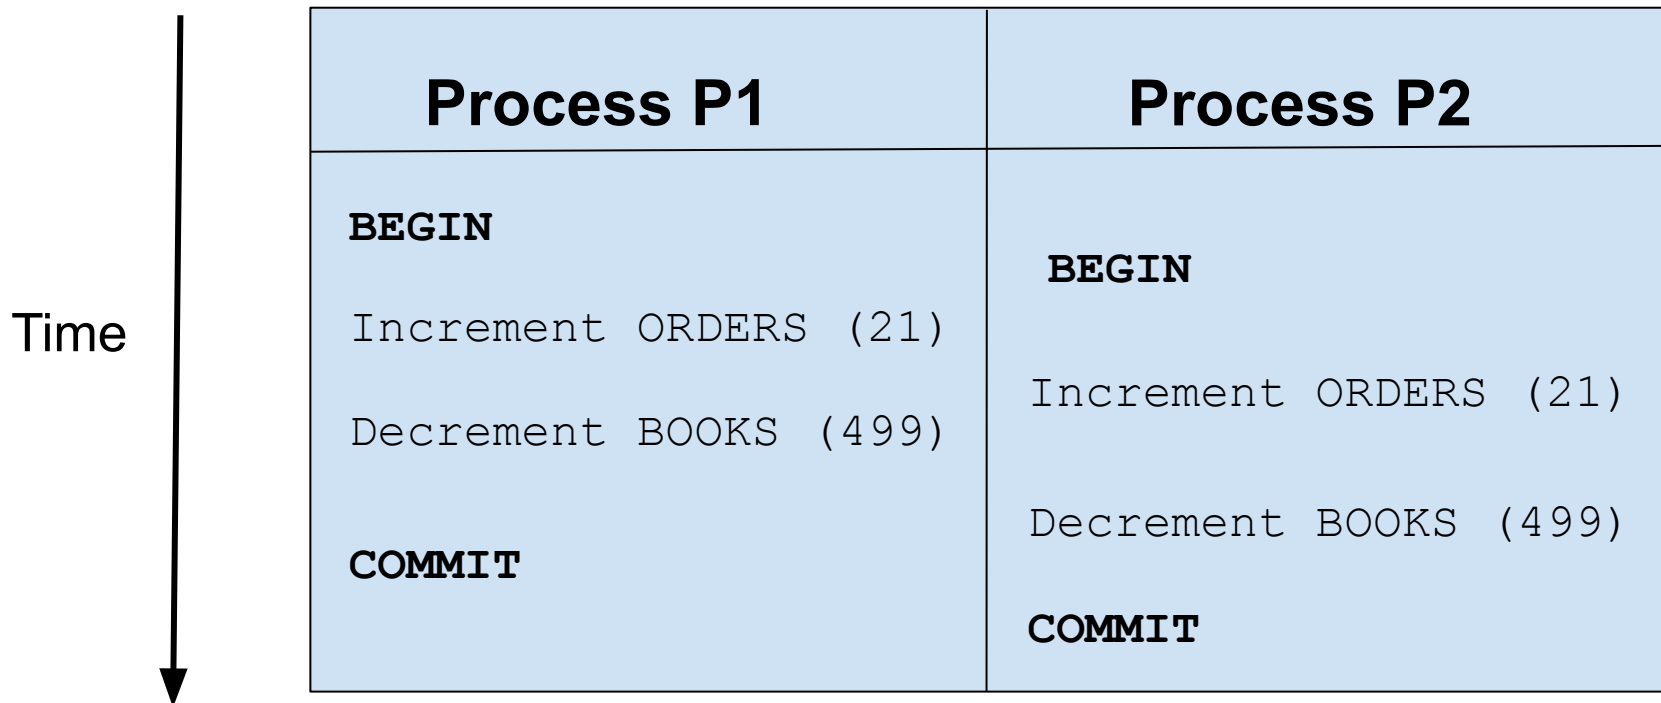 Time
Process P1
BEGIN
Increment ORDERS (21)
Decrement BOOKS (499)
COMMIT
Process P2
BEGIN
Increment ORDERS (21)
Decrement BOOKS (499)
COMMIT